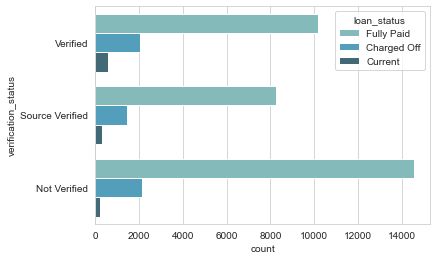 loan_status
Fully Paid
Charged Off
Current
Verified
Source Verified
Not Verified
verification_status
0 2000 4000 6000 8000 10000 12000 14000
count